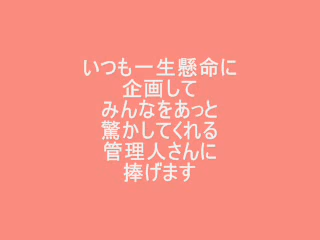 いつも一生懸命に
企画して
みんなをあっと
驚かしてくれる
管理人さんに
捧げます